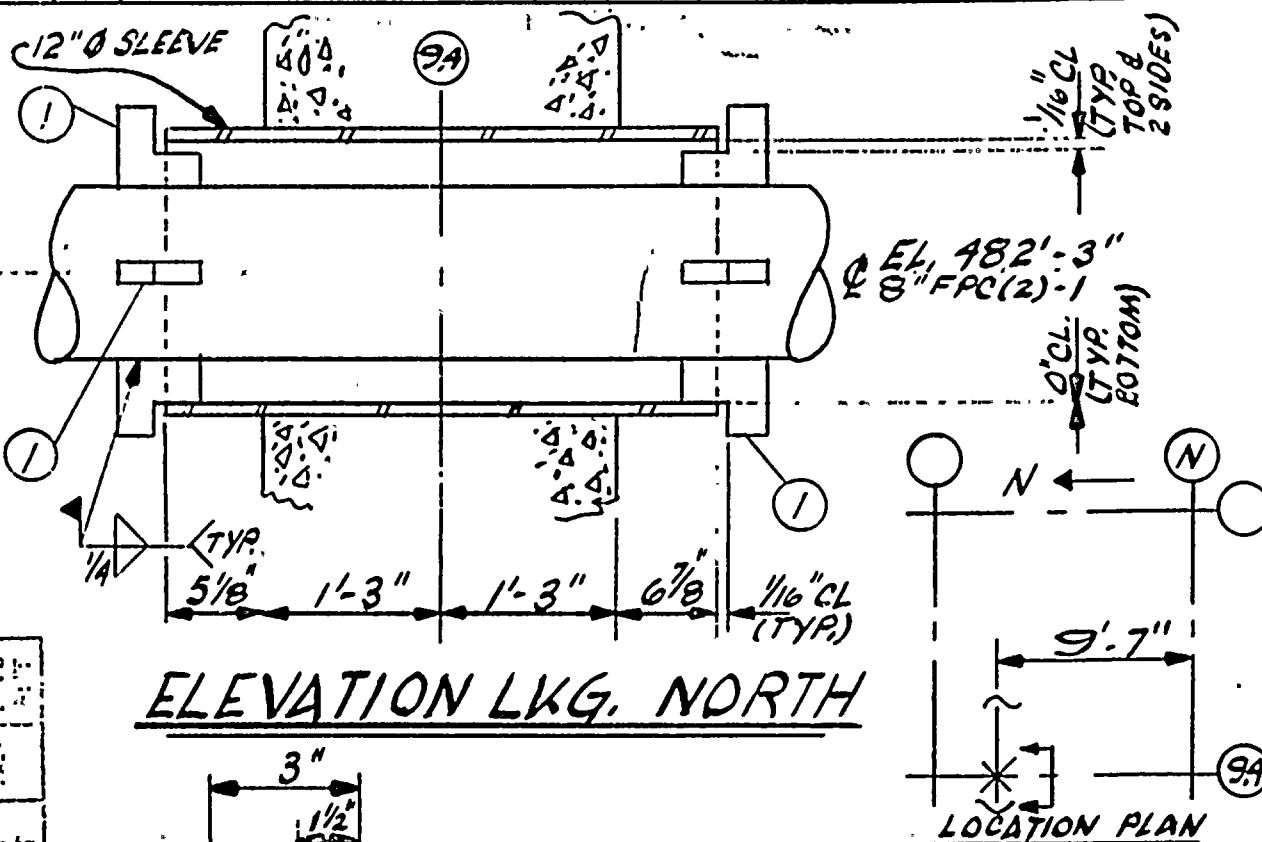 12"Ø SLEEVE
9.A
1
1/16" CL
(TYP.
TOP &
2 SIDES)
℄ EL. 482'-3"
8" FPC(2)-1
0" CL.
(TYP.
BOTTOM)
1
1
1/4
(TYP.
5 1/8"
1'-3"
1'-3"
6 7/8"
1/16" CL
(TYP.)
N
N
9'-7"
9.A
LOCATION PLAN
ELEVATION LKG. NORTH
3"
1 1/2"